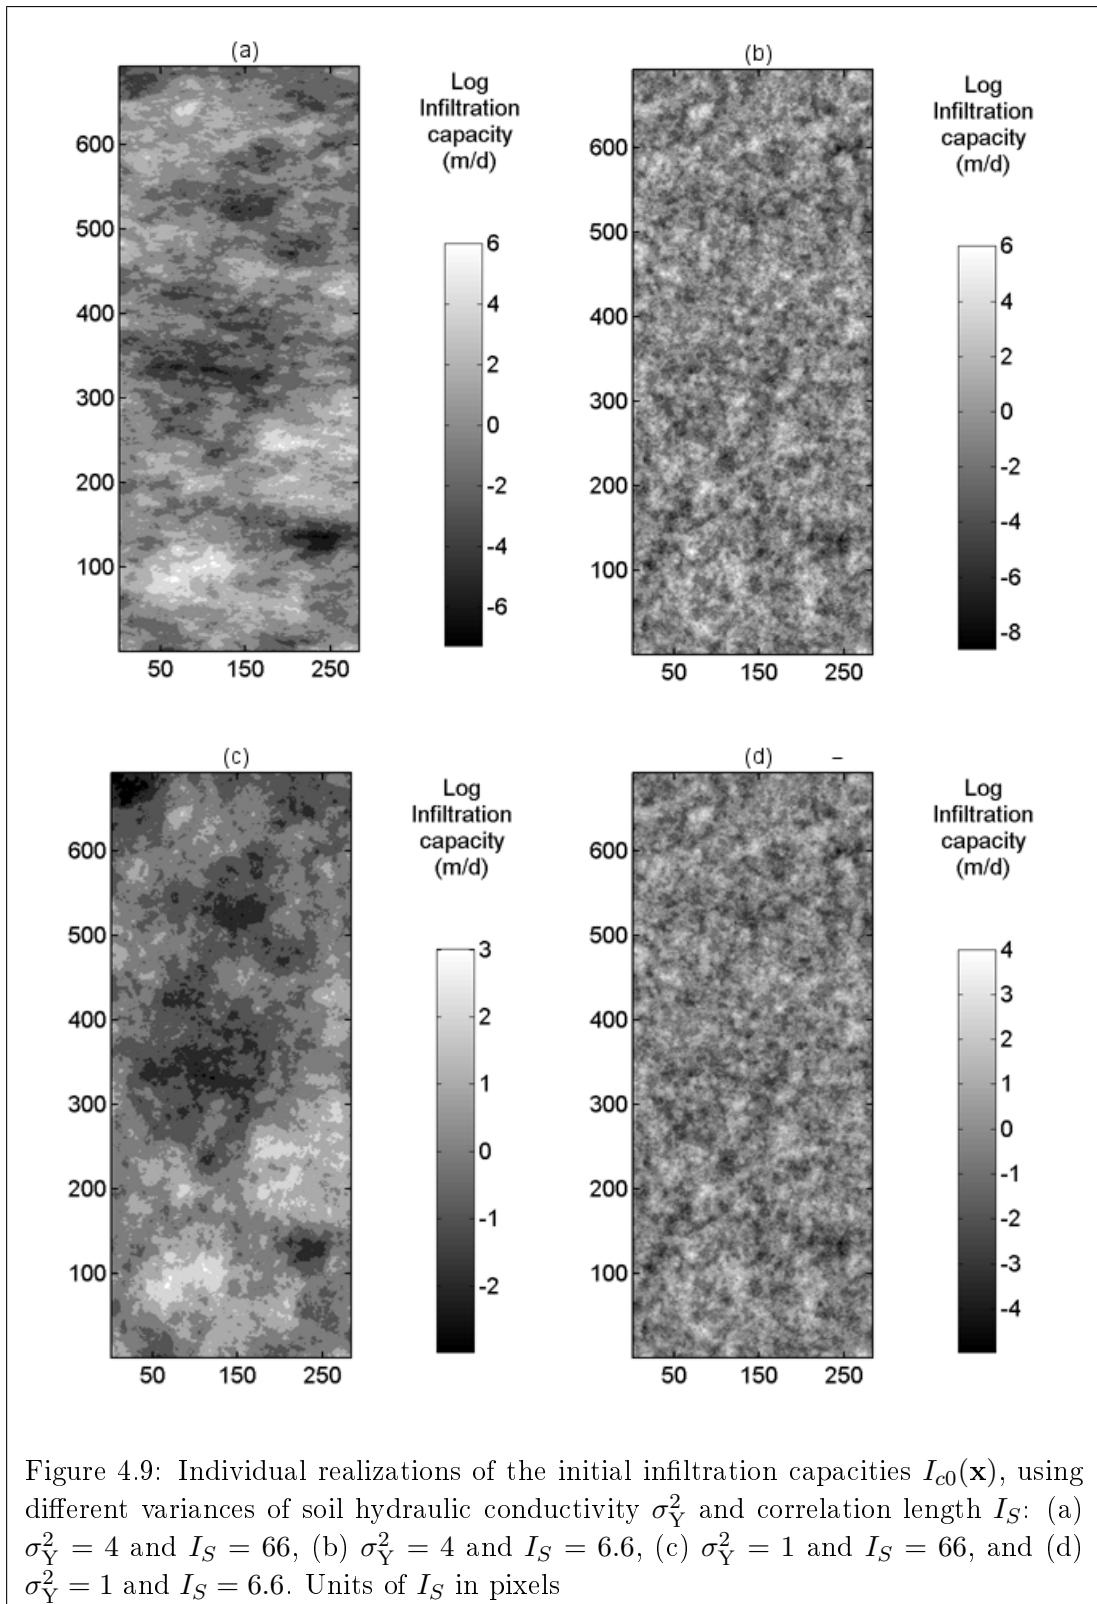 (a)
Log
Infiltration
capacity
(m/d)
600
500
400
300
200
100
50 150 250
6
4
2
0
-2
-4
-6
(b)
Log
Infiltration
capacity
(m/d)
600
500
400
300
200
100
50 150 250
6
4
2
0
-2
-4
-6
-8
(c)
Log
Infiltration
capacity
(m/d)
600
500
400
300
200
100
50 150 250
3
2
1
0
-1
-2
(d) –
Log
Infiltration
capacity
(m/d)
600
500
400
300
200
100
50 150 250
4
3
2
1
0
-1
-2
-3
-4
Figure 4.9: Individual realizations of the initial infiltration capacities $I_{c0}(\mathbf{x})$, using
different variances of soil hydraulic conductivity $\sigma_Y^2$ and correlation length $I_S$: (a)
$\sigma_Y^2 = 4$ and $I_S = 66$, (b) $\sigma_Y^2 = 4$ and $I_S = 6.6$, (c) $\sigma_Y^2 = 1$ and $I_S = 66$, and (d)
$\sigma_Y^2 = 1$ and $I_S = 6.6$. Units of $I_S$ in pixels